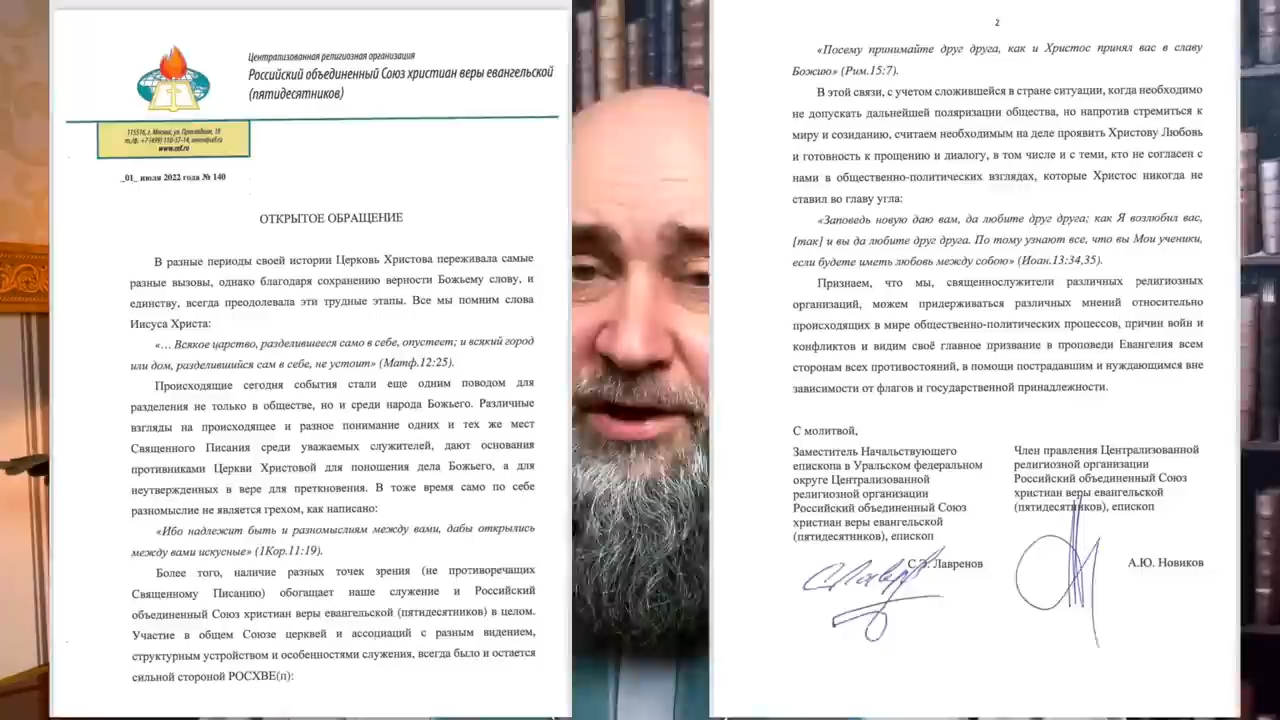 Централизованная религиозная организация
Российский объединенный Союз христиан веры евангельской
(пятидесятников)
115516, г. Москва, ул. Прохладная, 18
www.cef.ru
_01_ июля 2022 года № 140
ОТКРЫТОЕ ОБРАЩЕНИЕ
В разные периоды своей истории Церковь Христова переживала самые
разные вызовы, однако благодаря сохранению верности Божьему слову, и
единству, всегда преодолевала эти трудные этапы. Все мы помним слова
Иисуса Христа:
«… Всякое царство, разделившееся само в себе, опустеет; и всякий город
или дом, разделившийся сам в себе, не устоит» (Матф.12:25).
Происходящие сегодня события стали еще одним поводом для
разделения не только в обществе, но и среди народа Божьего. Различные
взгляды на происходящее и разное понимание одних и тех же мест
Священного Писания среди уважаемых служителей, дают основания
противниками Церкви Христовой для поношения дела Божьего, а для
неутвержденных в вере для преткновения. В тоже время само по себе
разномыслие не является грехом, как написано:
«Ибо надлежит быть и разномыслиям между вами, дабы открылись
между вами искусные» (1Кор.11:19).
Более того, наличие разных точек зрения (не противоречащих
Священному Писанию) обогащает наше служение и Российский
объединенный Союз христиан веры евангельской (пятидесятников) в целом.
Участие в общем Союзе церквей и ассоциаций с разным видением,
структурным устройством и особенностями служения, всегда было и остается
сильной стороной РОСХВЕ(п):
2
«Посему принимайте друг друга, как и Христос принял вас в славу
Божию» (Рим.15:7).
В этой связи, с учетом сложившейся в стране ситуации, когда необходимо
не допускать дальнейшей поляризации общества, но напротив стремиться к
миру и созиданию, считаем необходимым на деле проявить Христову Любовь
и готовность к прощению и диалогу, в том числе и с теми, кто не согласен с
нами в общественно-политических взглядах, которые Христос никогда не
ставил во главу угла:
«Заповедь новую даю вам, да любите друг друга; как Я возлюбил вас,
[так] и вы да любите друг друга. По тому узнают все, что вы Мои ученики,
если будете иметь любовь между собою» (Иоан.13:34,35).
Признаем, что мы, священнослужители различных религиозных
организаций, можем придерживаться различных мнений относительно
происходящих в мире общественно-политических процессов, причин войн и
конфликтов и видим своё главное призвание в проповеди Евангелия всем
сторонам всех противостояний, в помощи пострадавшим и нуждающимся вне
зависимости от флагов и государственной принадлежности.
С молитвой,
Заместитель Начальствующего
епископа в Уральском федеральном
округе Централизованной
религиозной организации
Российский объединенный Союз
христиан веры евангельской
(пятидесятников), епископ
Лавренов
Член правления Централизованной
религиозной организации
Российский объединенный Союз
христиан веры евангельской
(пятидесятников), епископ
А.Ю. Новиков